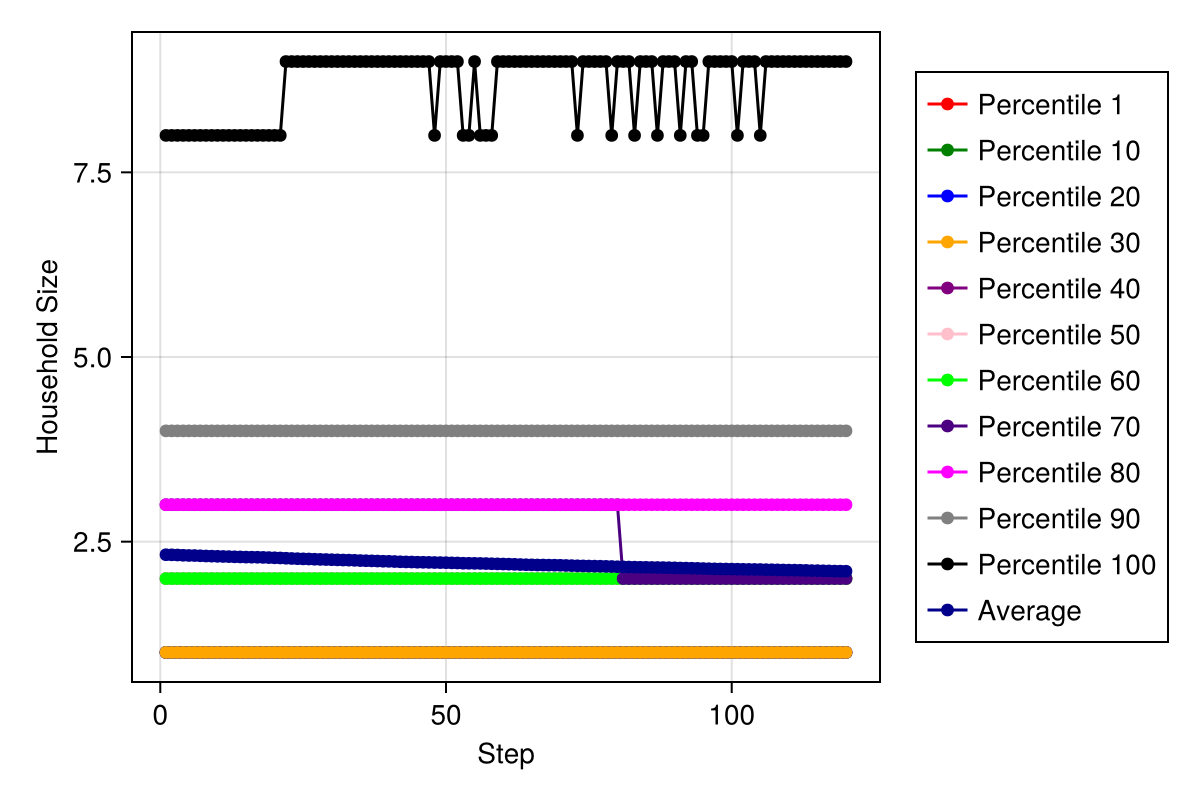 7.5
5.0
2.5
Household Size
0
50
100
Step
Percentile 1
Percentile 10
Percentile 20
Percentile 30
Percentile 40
Percentile 50
Percentile 60
Percentile 70
Percentile 80
Percentile 90
Percentile 100
Average